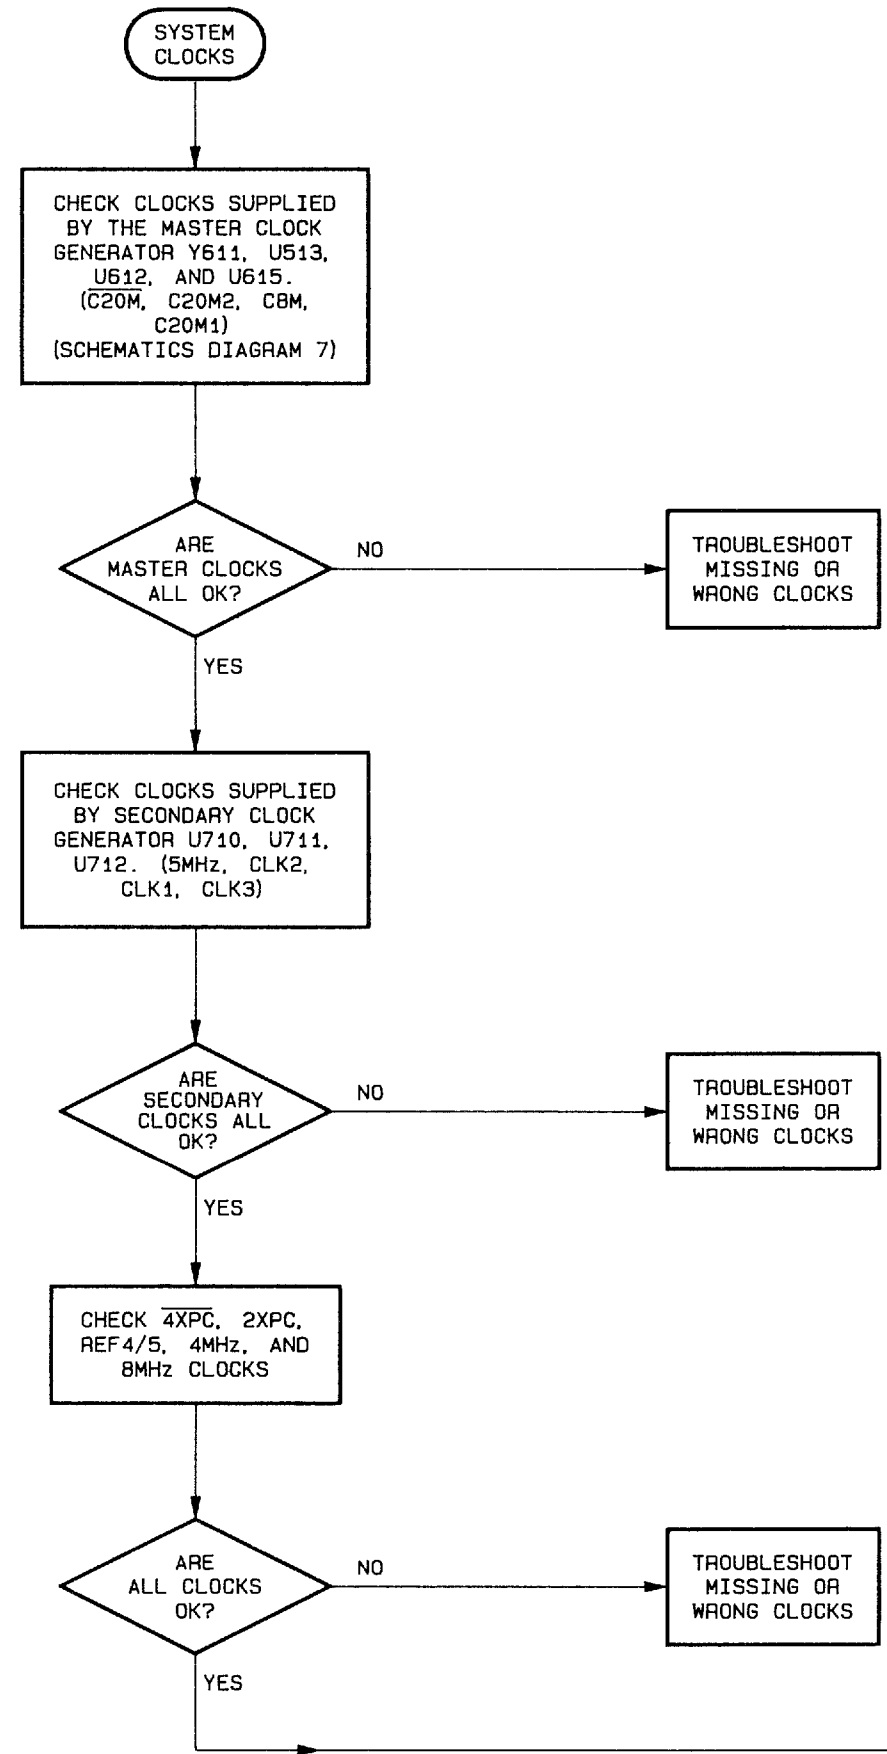 SYSTEM
CLOCKS
CHECK CLOCKS SUPPLIED
BY THE MASTER CLOCK
GENERATOR Y611, U513,
U612, AND U615.
(C20M, C20M2, C8M,
C20M1)
(SCHEMATICS DIAGRAM 7)
ARE
MASTER CLOCKS
ALL OK?
NO
TROUBLESHOOT
MISSING OR
WRONG CLOCKS
YES
CHECK CLOCKS SUPPLIED
BY SECONDARY CLOCK
GENERATOR U710, U711,
U712. (5MHz, CLK2,
CLK1, CLK3)
ARE
SECONDARY
CLOCKS ALL
OK?
NO
TROUBLESHOOT
MISSING OR
WRONG CLOCKS
YES
CHECK 4XPC, 2XPC,
REF4/5, 4MHz, AND
8MHz CLOCKS
ARE
ALL CLOCKS
OK?
NO
TROUBLESHOOT
MISSING OR
WRONG CLOCKS
YES